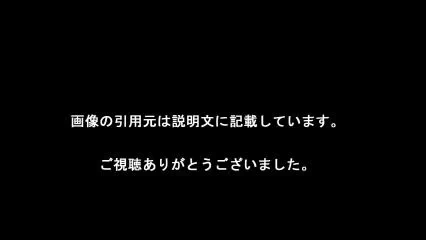 画像の引用元は説明文に記載しています。
ご視聴ありがとうございました。